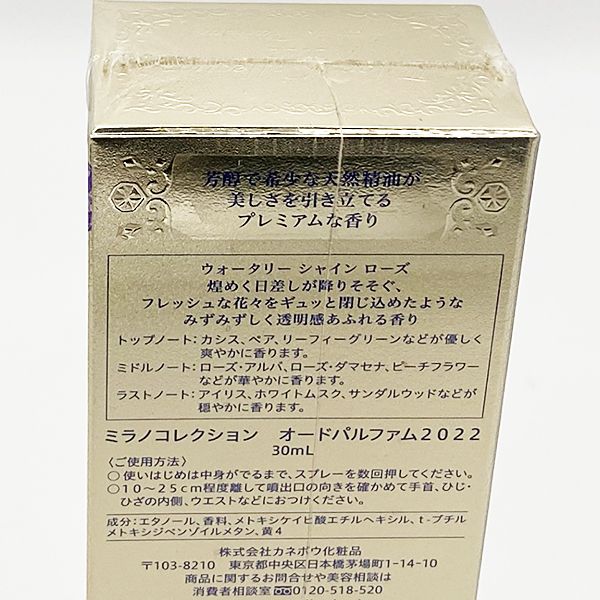 芳醇で希少な天然精油が
美しさを引き立てる
プレミアムな香り
ウォータリー シャイン ローズ
煌めく日差しが降りそそぐ、
フレッシュな花々をギュッと閉じ込めたような
みずみずしく透明感あふれる香り
トップノート：カシス、ペア、リーフィーグリーンなどが優しく
爽やかに香ります。
ミドルノート：ローズ・アルバ、ローズ・ダマセナ、ピーチフラワー
などが華やかに香ります。
ラストノート：アイリス、ホワイトムスク、サンダルウッドなどが
穏やかに香ります。
ミラノコレクション　オードパルファム2022
30mL
〈ご使用方法〉
○使いはじめは中身がでるまで、スプレーを数回押してください。
○10～25cm程度離して噴出口の向きを確かめて手首、ひじ・
ひざの内側、ウエストなどにおつけください。
成分：エタノール、香料、メトキシケイヒ酸エチルヘキシル、t-ブチル
メトキシジベンゾイルメタン、黄4
株式会社カネボウ化粧品
〒103-8210　東京都中央区日本橋茅場町1-14-10
商品に関するお問合せや美容相談は
消費者相談室 0120-518-520